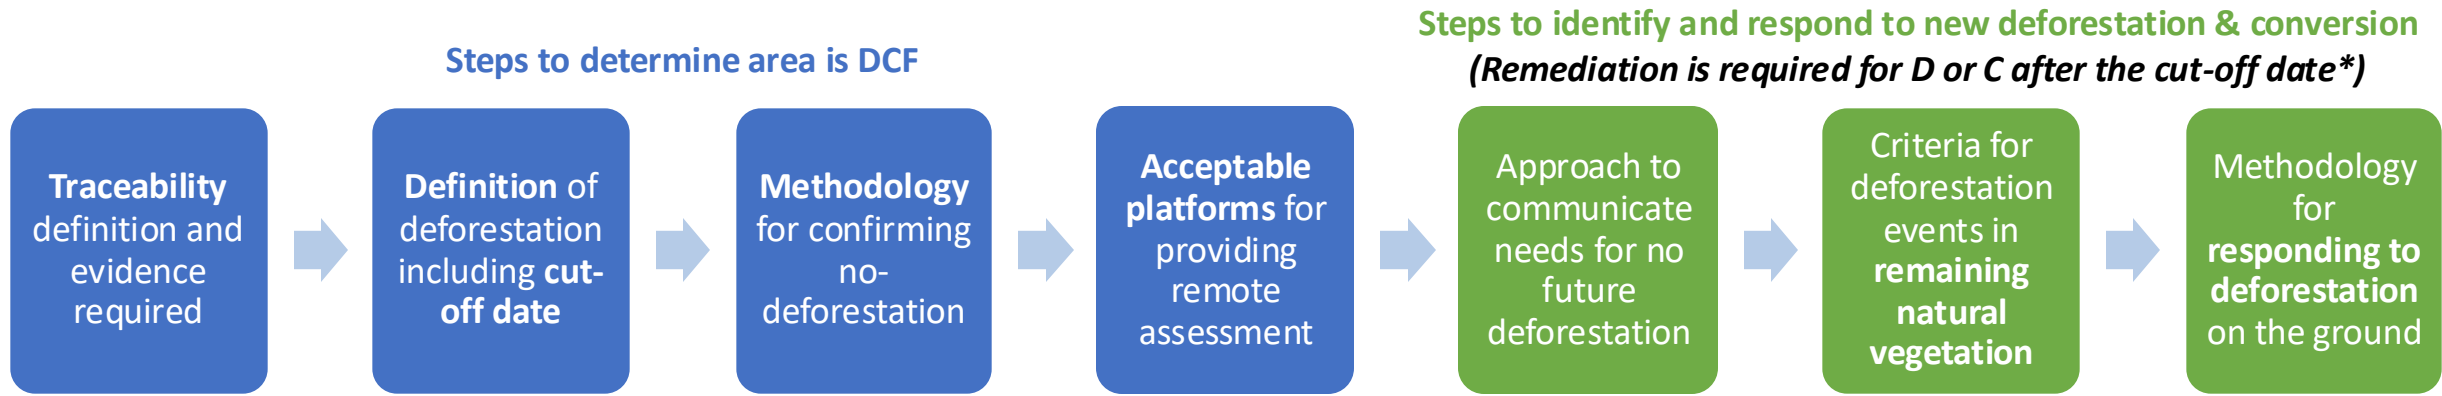 Steps to determine area is DCF
Steps to identify and respond to new deforestation & conversion
(Remediation is required for D or C after the cut-off date*)
Traceability
definition and
evidence
required
Definition of
deforestation
including cut-
off date
Methodology
for confirming
no-
deforestation
Acceptable
platforms for
providing
remote
assessment
Approach to
communicate
needs for no
future
deforestation
Criteria for
deforestation
events in
remaining
natural
vegetation
Methodology
for
responding to
deforestation
on the ground